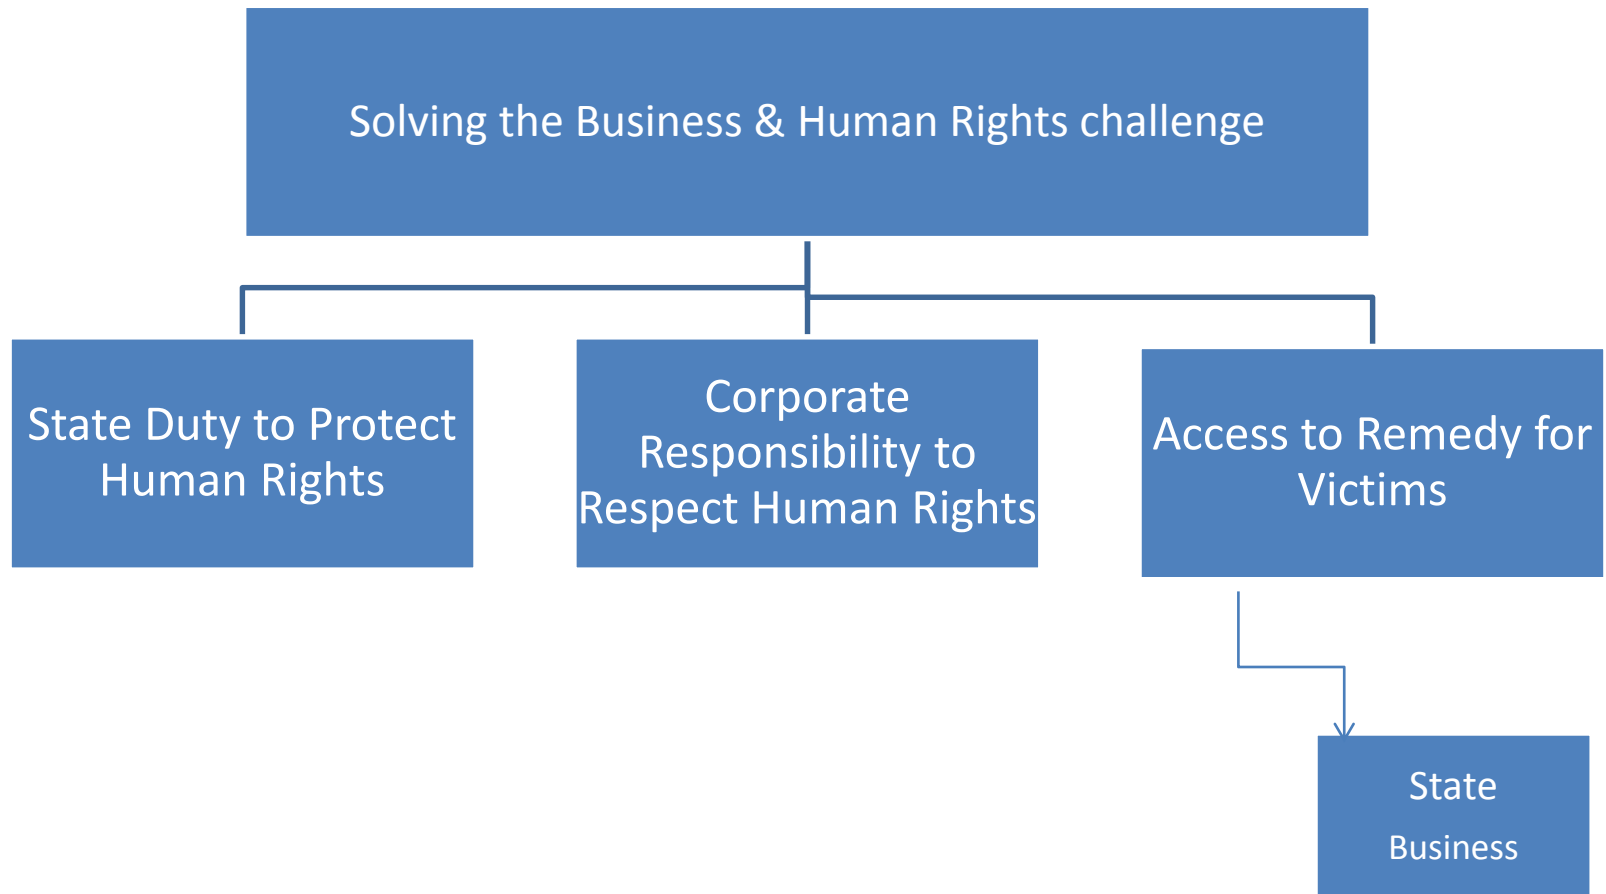 Solving the Business & Human Rights challenge
State Duty to Protect
Human Rights
Corporate
Responsibility to
Respect Human Rights
Access to Remedy for
Victims
State
Business